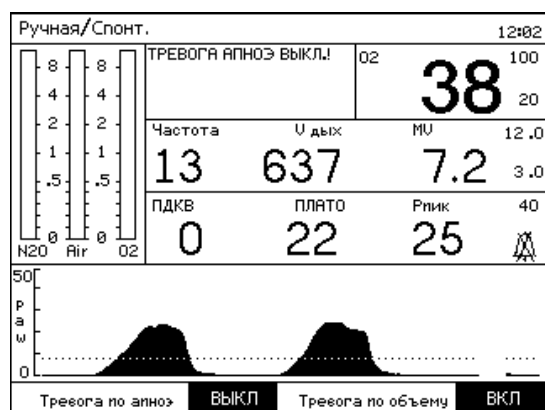 Ручная/Спонт. 12:02
ТРЕВОГА АПНОЭ ВЫКЛ.!
O2 38 100 20
8 8
4 4
2 2
1 1
.5 .5
0 0
N2O Air O2
Частота V дых MV 12.0
13 637 7.2 3.0
ПДКВ ПЛАТО Pпик 40
0 22 25
50
Paw
0
Тревога по апноэ ВЫКЛ Тревога по объему ВКЛ